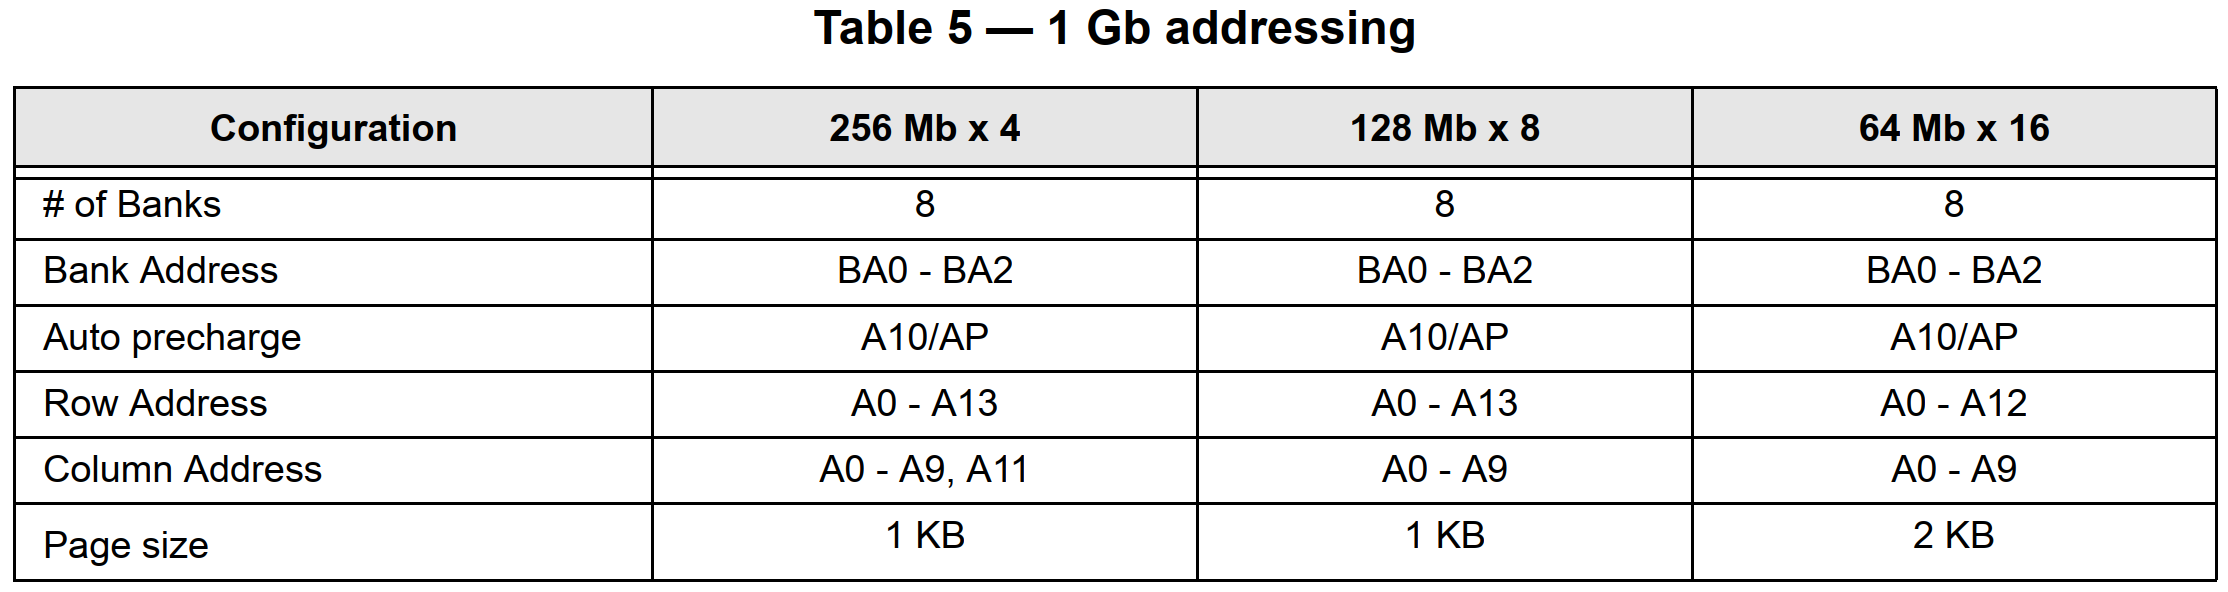 Table 5 — 1 Gb addressing
Configuration 256 Mb x 4 128 Mb x 8 64 Mb x 16
# of Banks 8 8 8
Bank Address BA0 - BA2 BA0 - BA2 BA0 - BA2
Auto precharge A10/AP A10/AP A10/AP
Row Address A0 - A13 A0 - A13 A0 - A12
Column Address A0 - A9, A11 A0 - A9 A0 - A9
Page size 1 KB 1 KB 2 KB